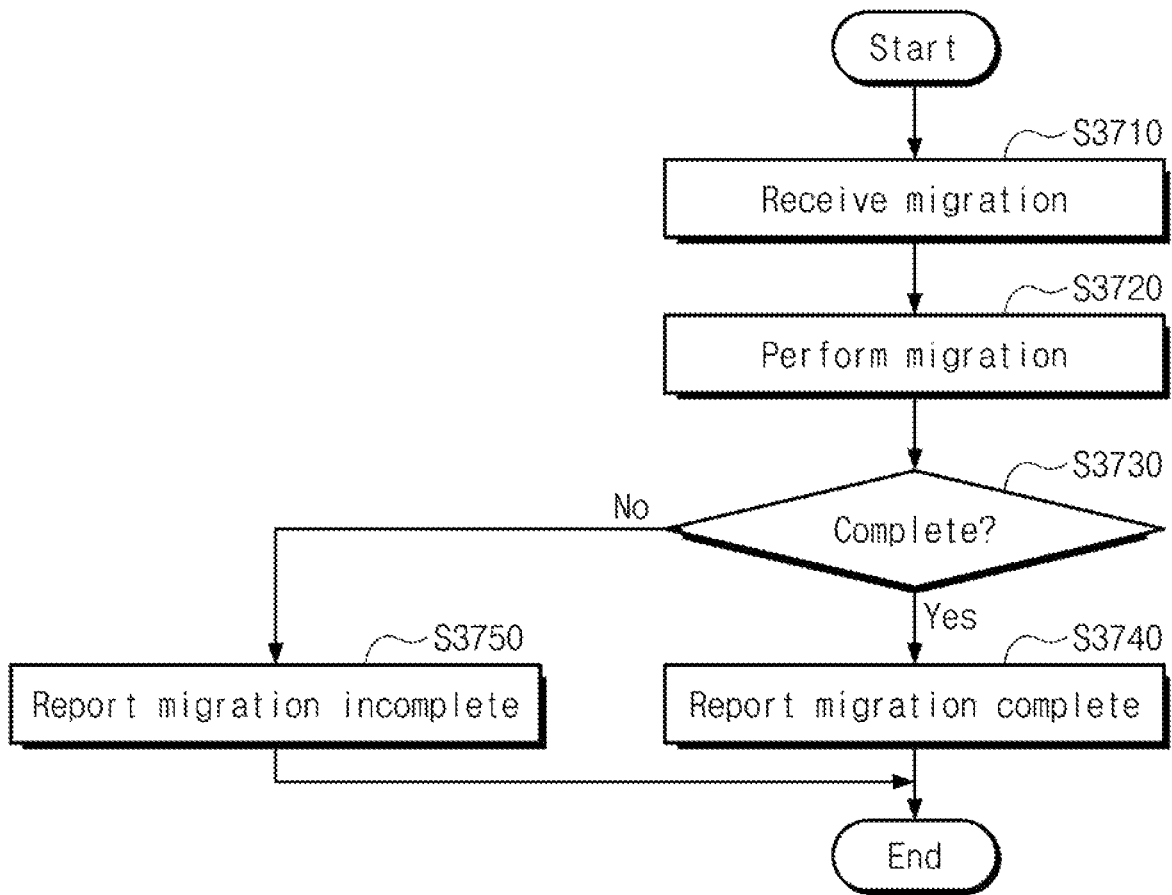 Start
S3710
Receive migration
S3720
Perform migration
S3730
No
Complete?
Yes
S3750
S3740
Report migration incomplete
Report migration complete
End